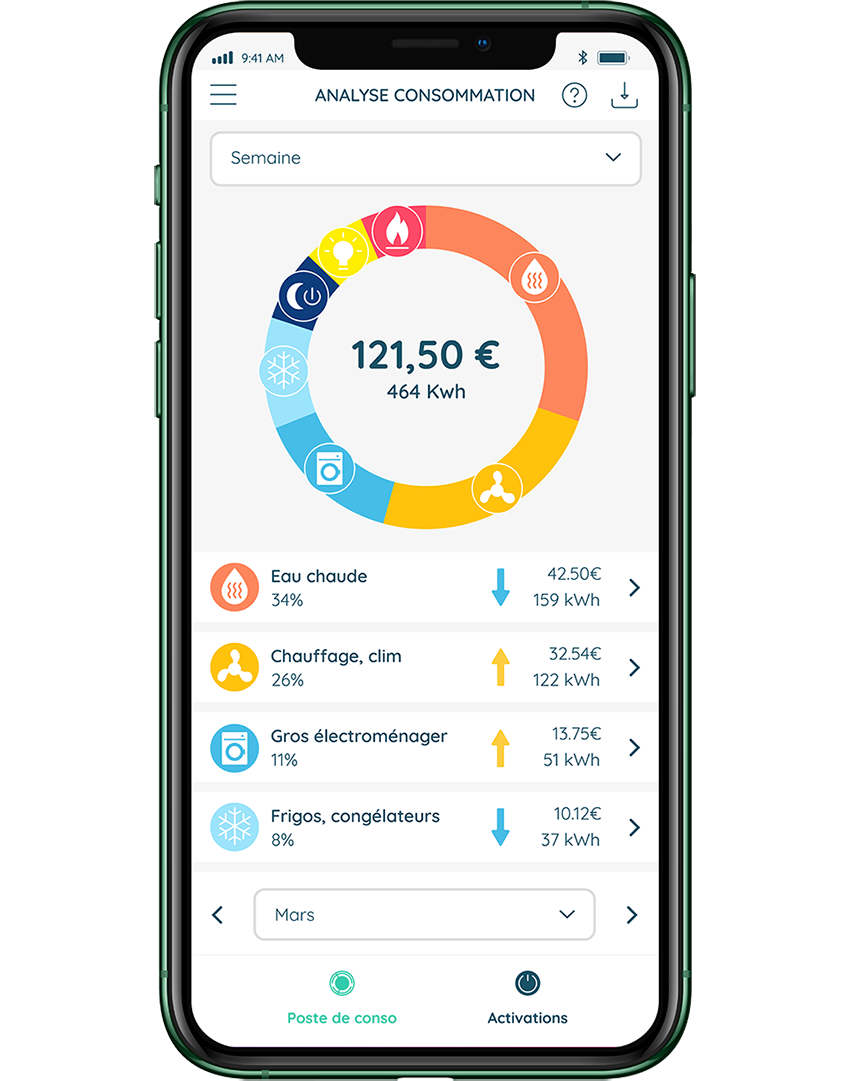 9:41 AM
ANALYSE CONSOMMATION
?
Semaine
121,50 €
464 Kwh
Eau chaude
34%
42.50€
159 kWh
Chauffage, clim
26%
32.54€
122 kWh
Gros électroménager
11%
13.75€
51 kWh
Frigos, congélateurs
8%
10.12€
37 kWh
Mars
Poste de conso
Activations